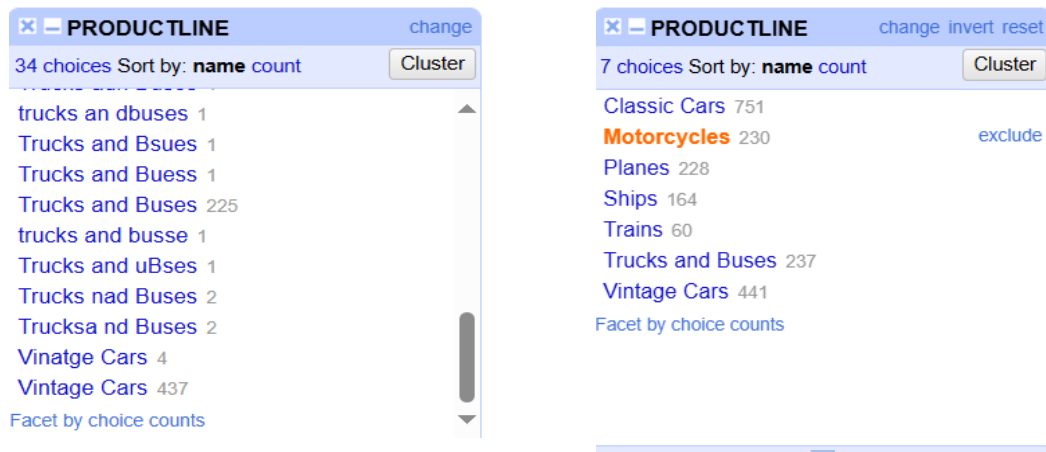 PRODUCTLINE change
34 choices Sort by: name count Cluster
trucks an dbuses 1
Trucks and Bsues 1
Trucks and Buess 1
Trucks and Buses 225
trucks and busse 1
Trucks and uBses 1
Trucks nad Buses 2
Trucksa nd Buses 2
Vinatge Cars 4
Vintage Cars 437
Facet by choice counts
PRODUCTLINE change invert reset
7 choices Sort by: name count Cluster
Classic Cars 751
Motorcycles 230 exclude
Planes 228
Ships 164
Trains 60
Trucks and Buses 237
Vintage Cars 441
Facet by choice counts